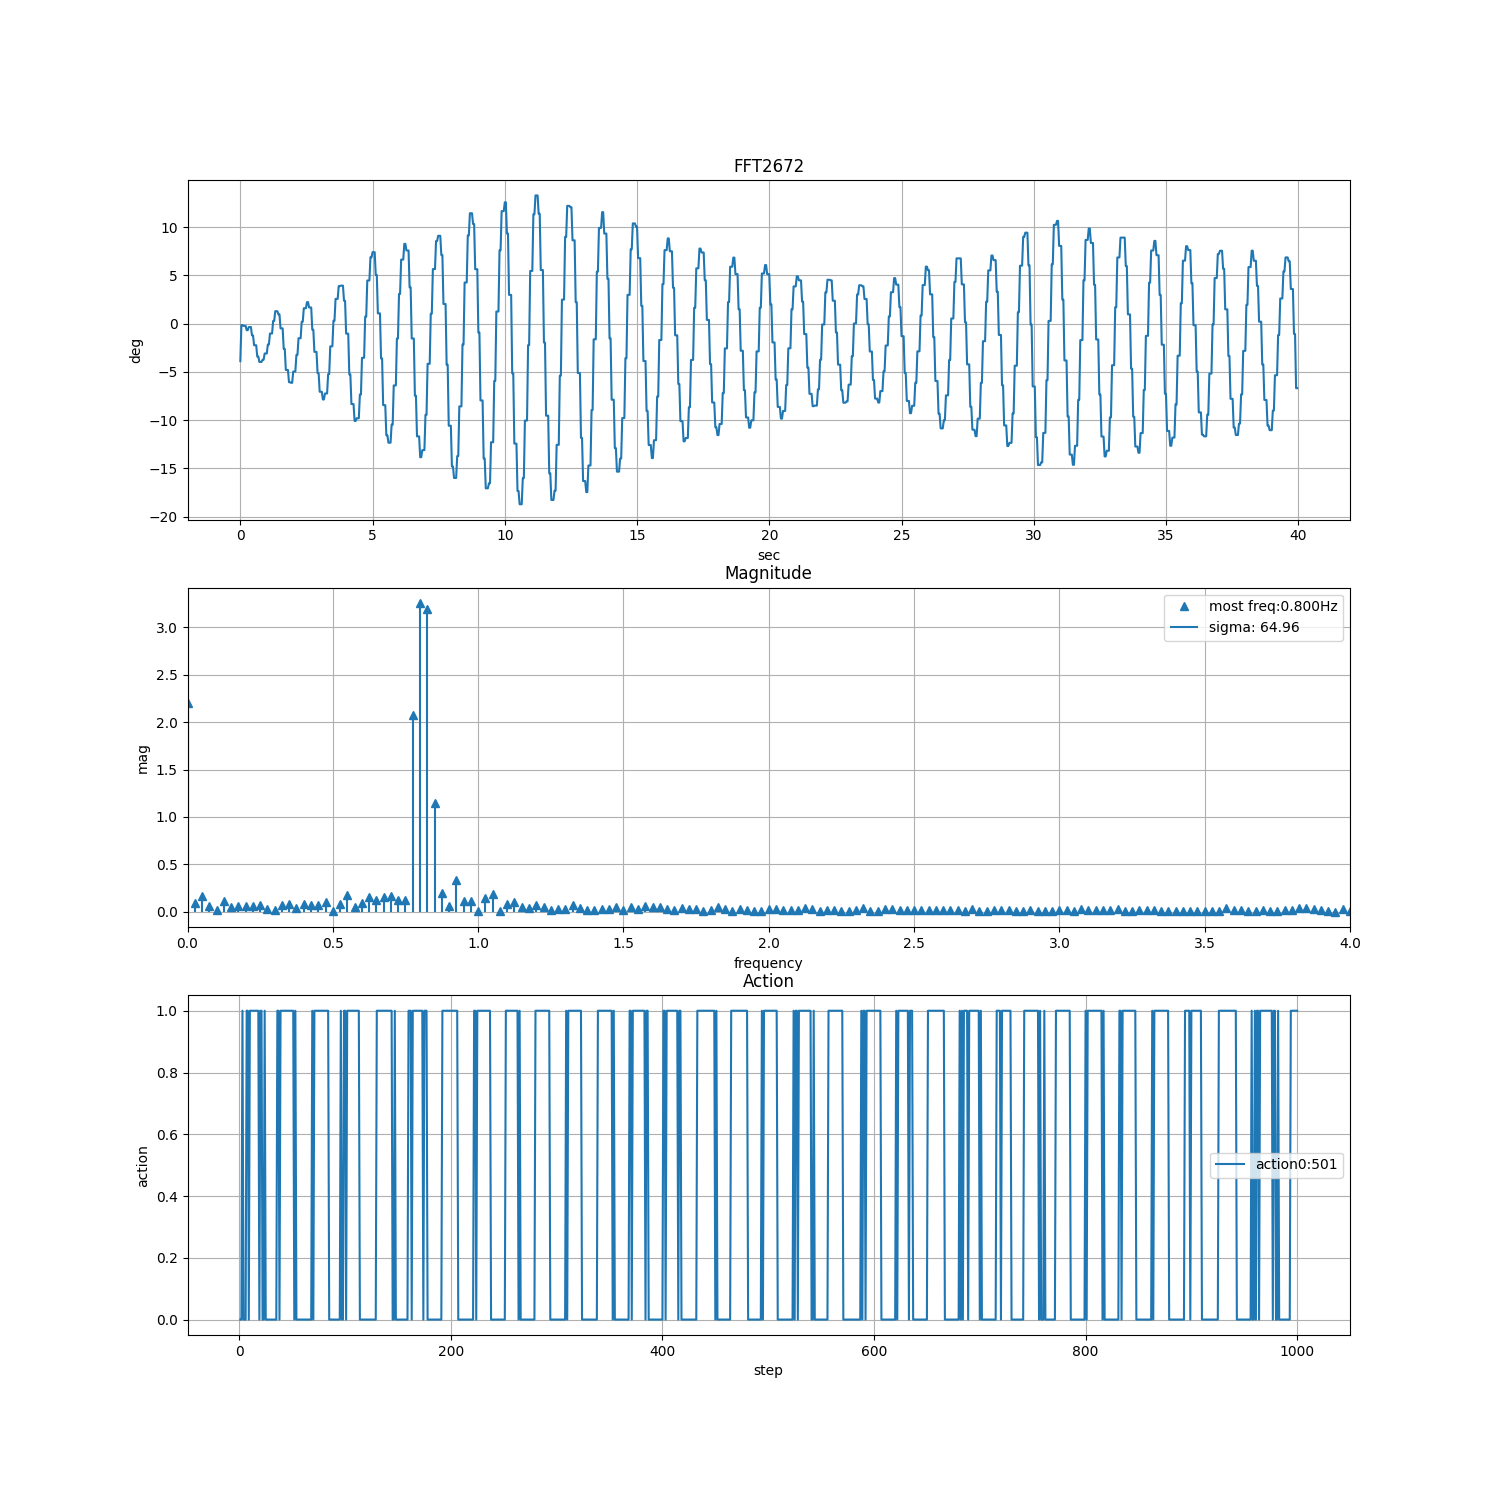 FFT2672
10
5
0
−5
−10
−15
−20
deg
0 5 10 15 20 25 30 35 40
sec
Magnitude
most freq:0.800Hz
sigma: 64.96
3.0
2.5
2.0
1.5
1.0
0.5
0.0
mag
0.0 0.5 1.0 1.5 2.0 2.5 3.0 3.5 4.0
frequency
Action
1.0
0.8
0.6
0.4
0.2
0.0
action
action0:501
0 200 400 600 800 1000
step